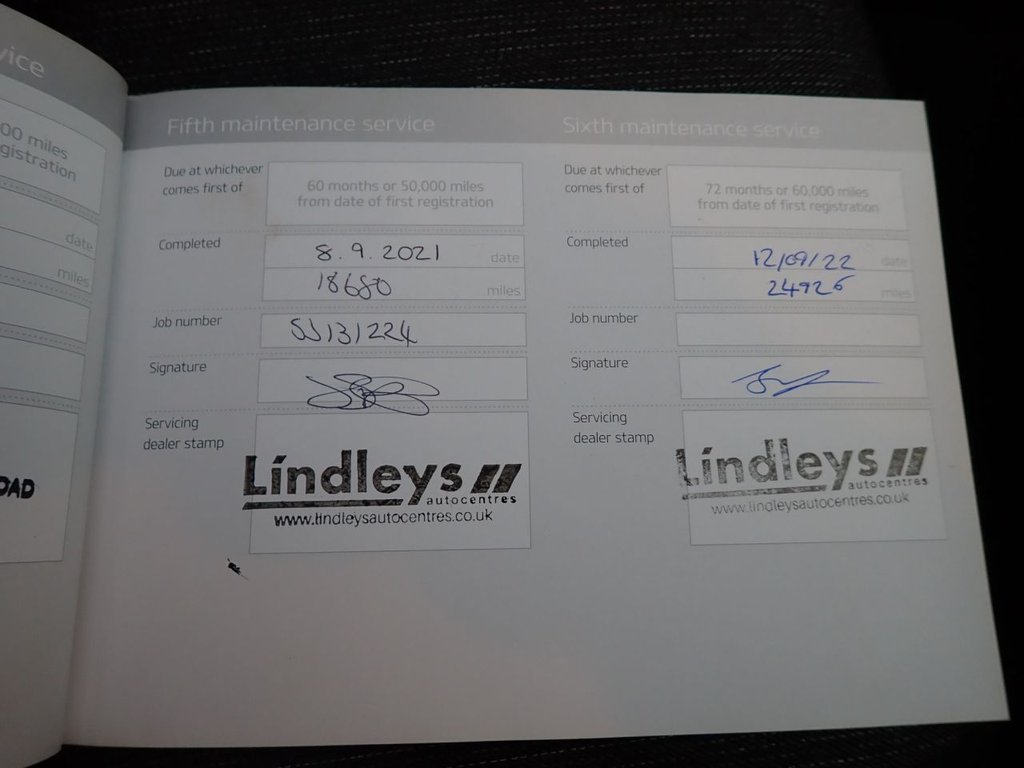 vice
00 miles
gistration
date
miles
OAD
Fifth maintenance service
Due at whichever
comes first of
60 months or 50,000 miles
from date of first registration
Completed
8.9.2021 date
18680 miles
Job number
SJ131224
Signature
Servicing
dealer stamp
Lindleys
autocentres
www.lindleysautocentres.co.uk
Sixth maintenance service
Due at whichever
comes first of
72 months or 60,000 miles
from date of first registration
Completed
12/09/22 date
24926 miles
Job number
Signature
Servicing
dealer stamp
Lindleys
autocentres
www.lindleysautocentres.co.uk